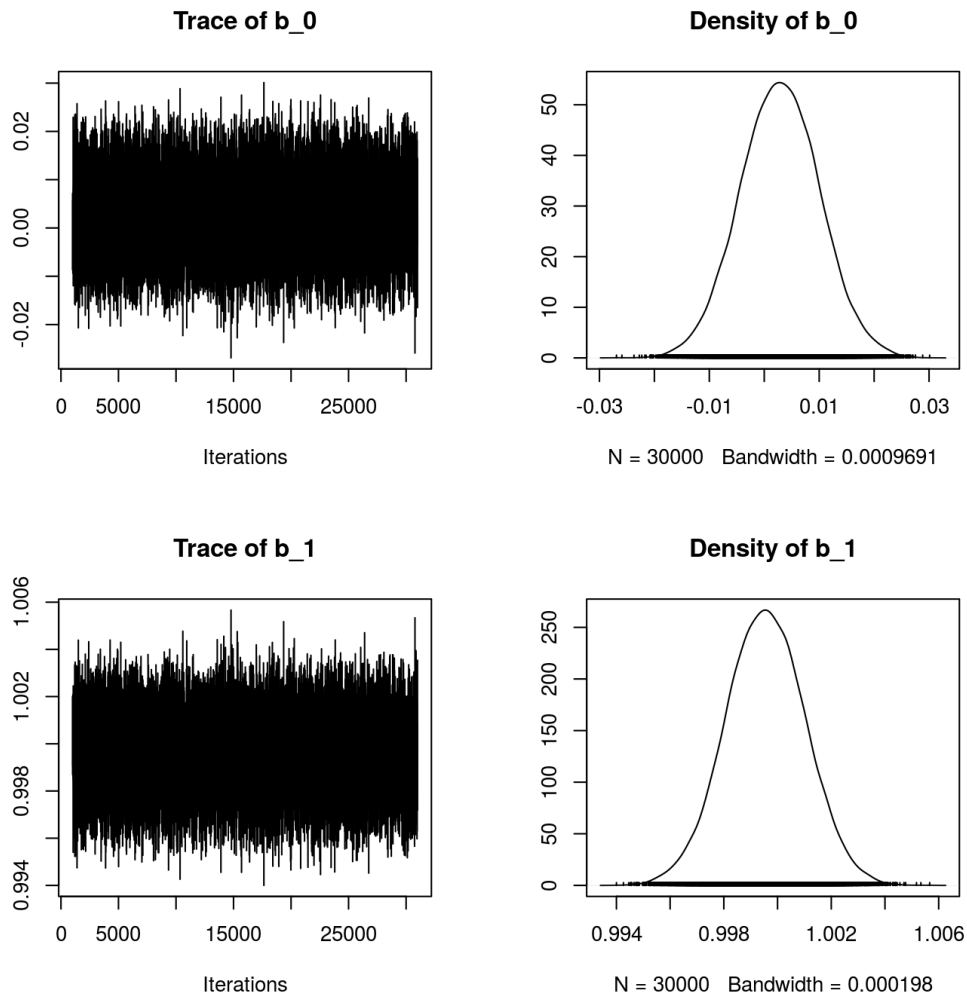 Trace of b_0
0.02
0.00
-0.02
0 5000 15000 25000
Iterations
Density of b_0
50
40
30
20
10
0
-0.03 -0.01 0.01 0.03
N = 30000 Bandwidth = 0.0009691
Trace of b_1
1.006
1.002
0.998
0.994
0 5000 15000 25000
Iterations
Density of b_1
250
200
150
100
50
0
0.994 0.998 1.002 1.006
N = 30000 Bandwidth = 0.000198